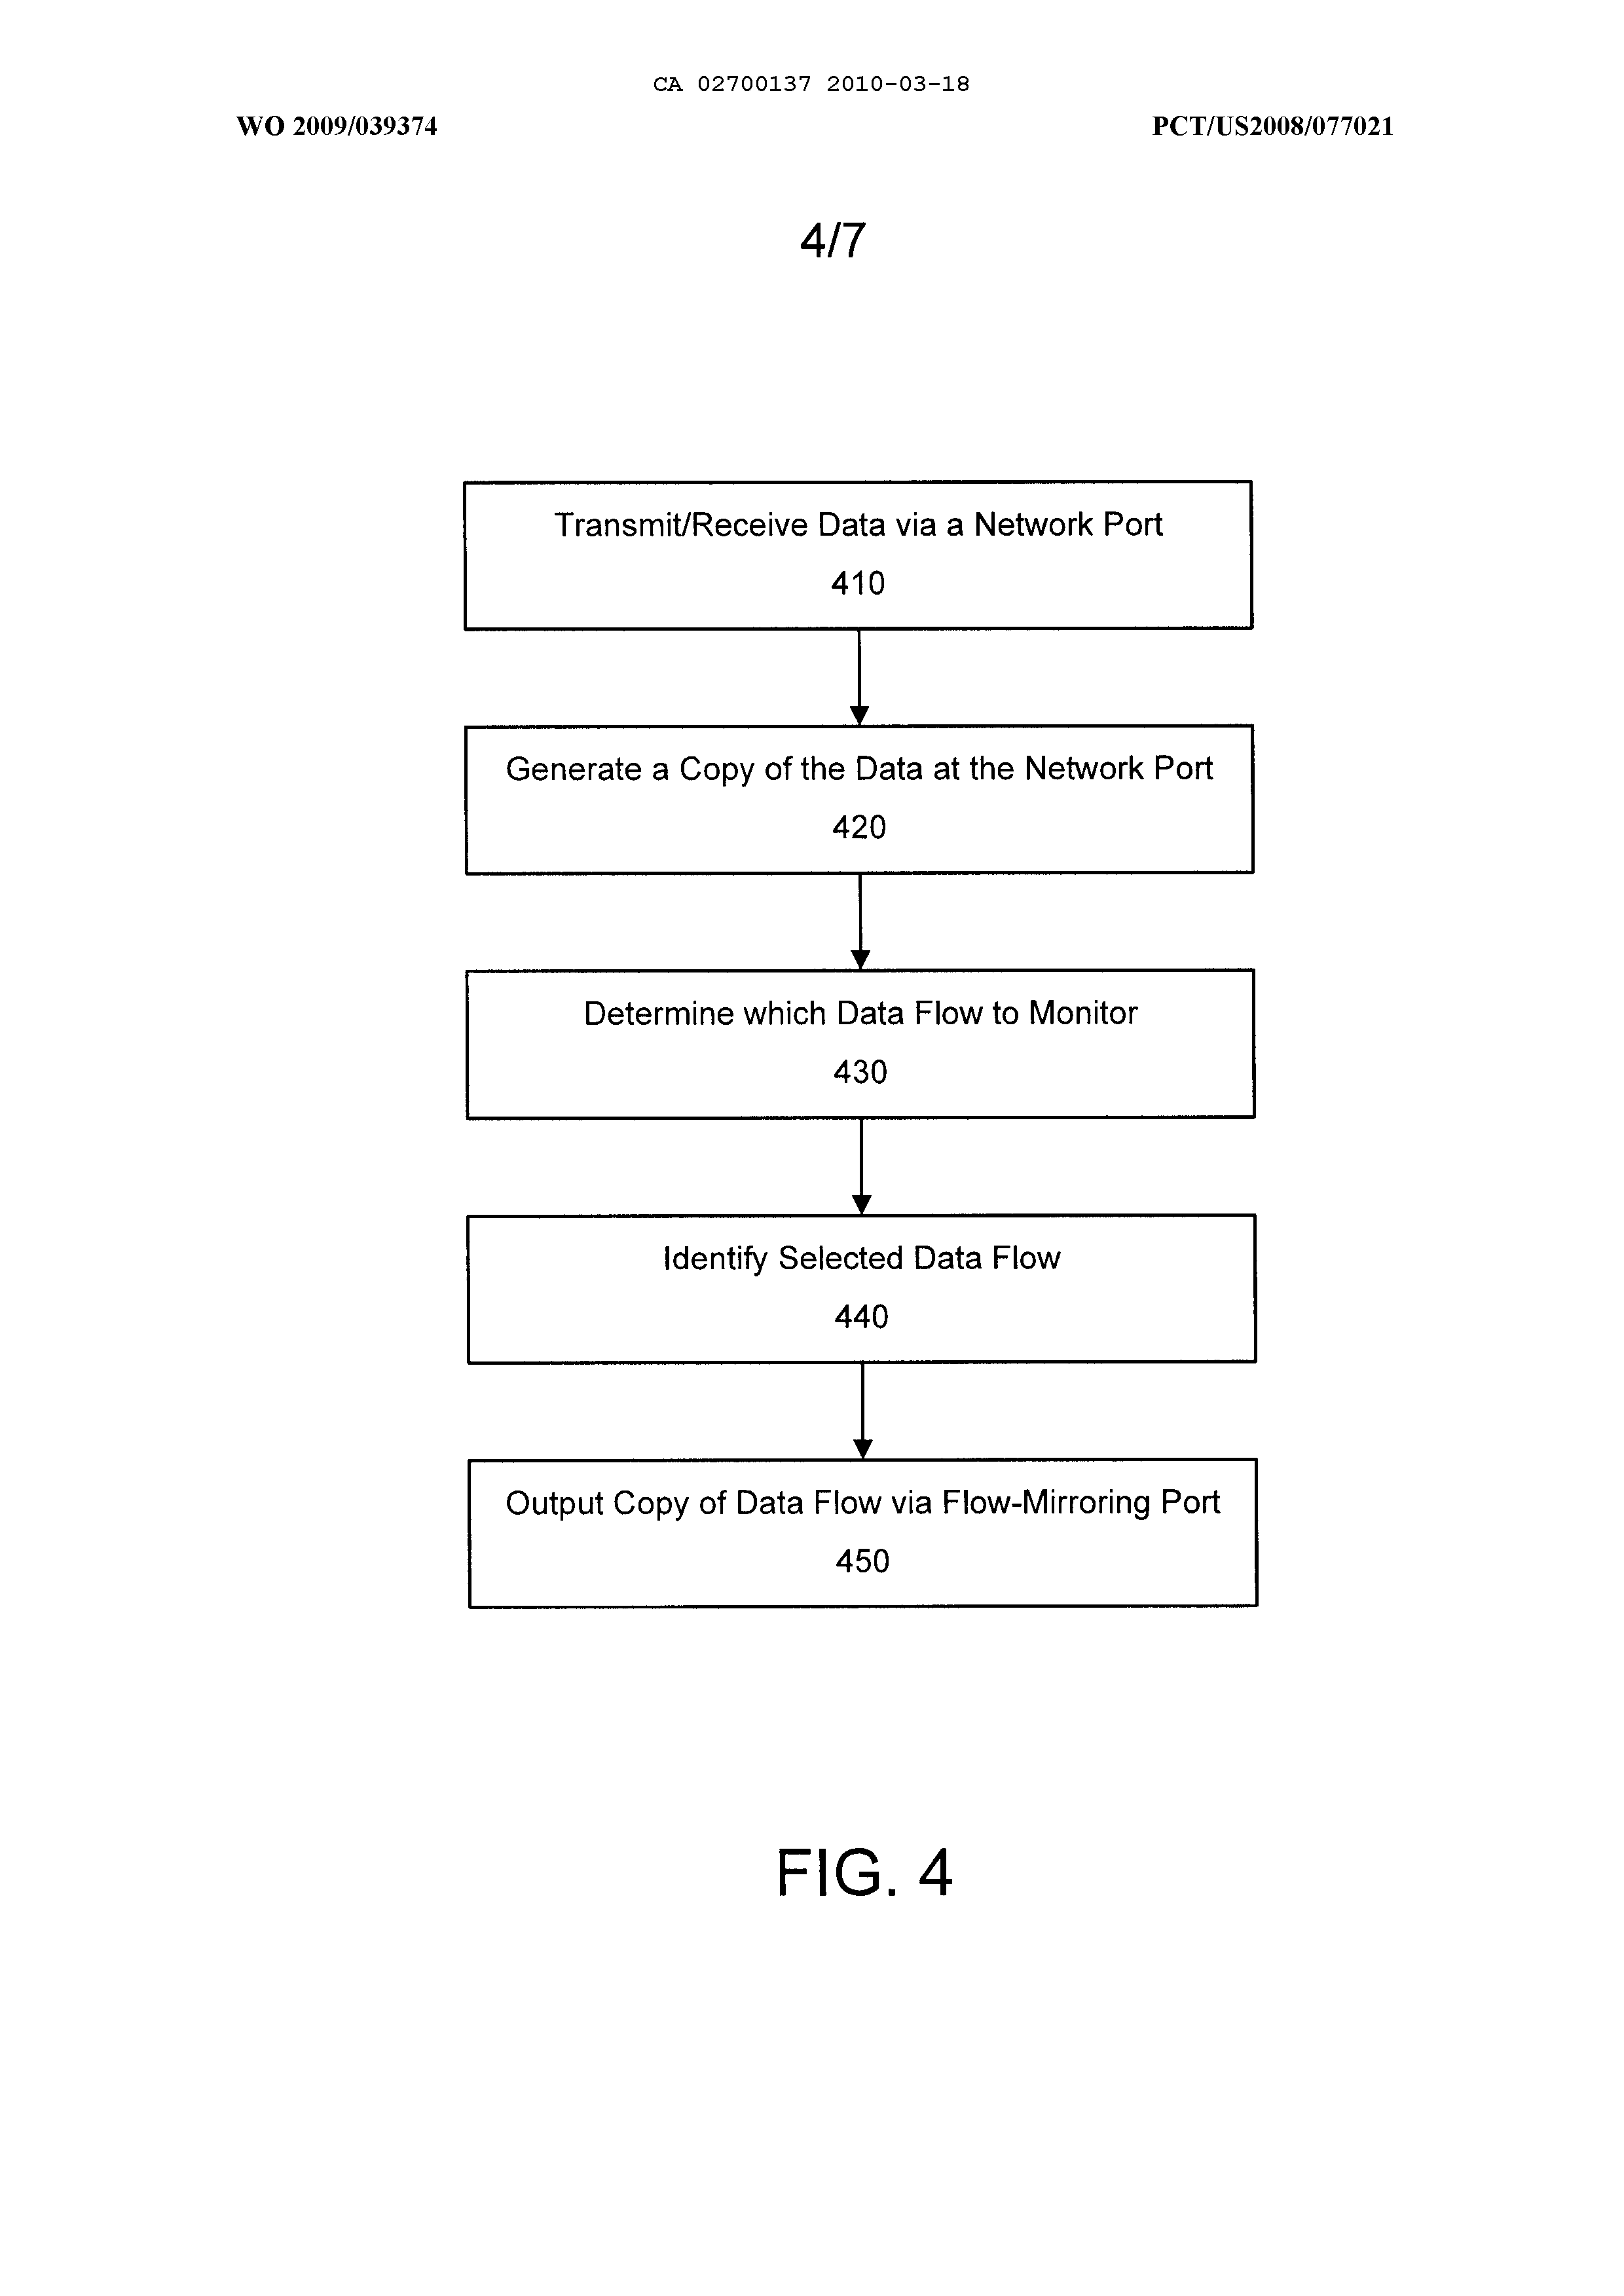 CA 02700137 2010-03-18
WO 2009/039374 PCT/US2008/077021
4/7
Transmit/Receive Data via a Network Port
410
Generate a Copy of the Data at the Network Port
420
Determine which Data Flow to Monitor
430
Identify Selected Data Flow
440
Output Copy of Data Flow via Flow-Mirroring Port
450
FIG. 4